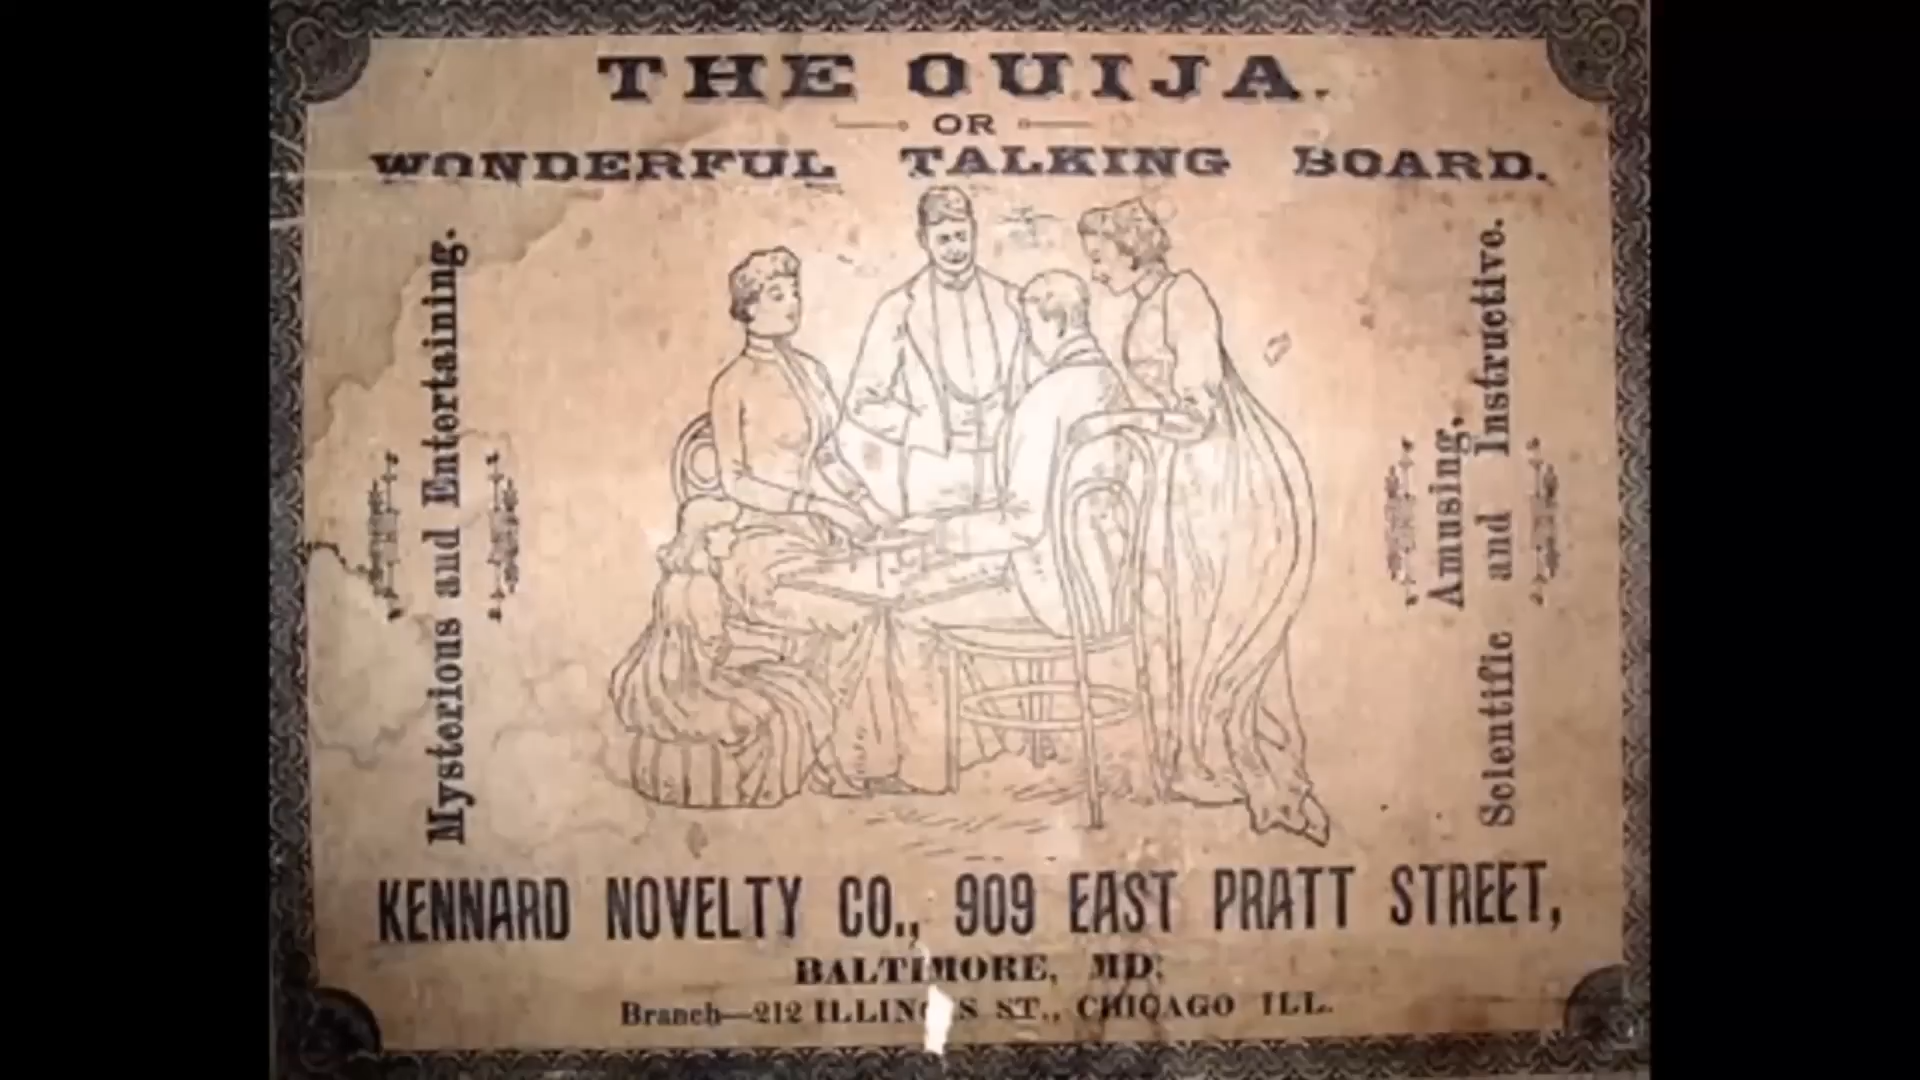 THE OUIJA.
OR
WONDERFUL TALKING BOARD.
Mysterious and Entertaining.
Amusing,
Scientific and Instructive.
KENNARD NOVELTY CO., 909 EAST PRATT STREET,
BALTIMORE, MD.
Branch—212 ILLINOIS ST., CHICAGO ILL.